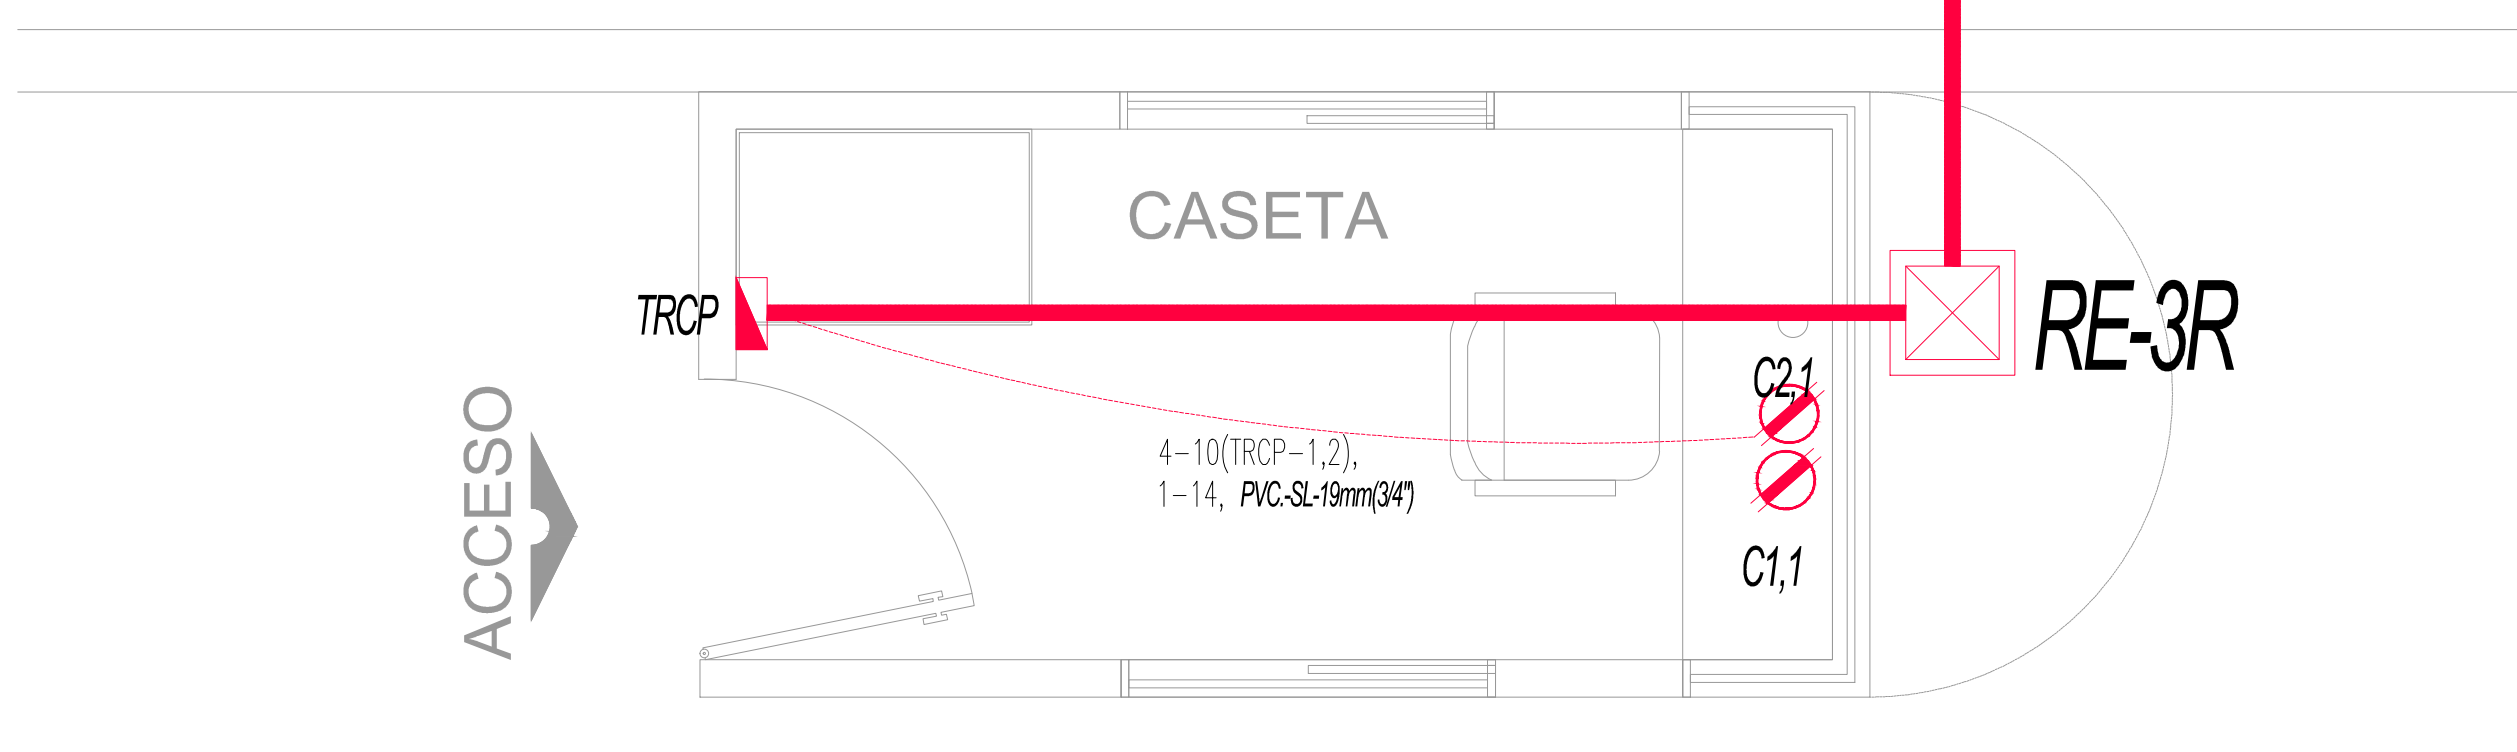 CASETA
TRCP
RE-3R
C2,1
ACCESO
4-10(TRCP-1,2),
1-14, PVC.-SL-19mm(3/4")
C1,1